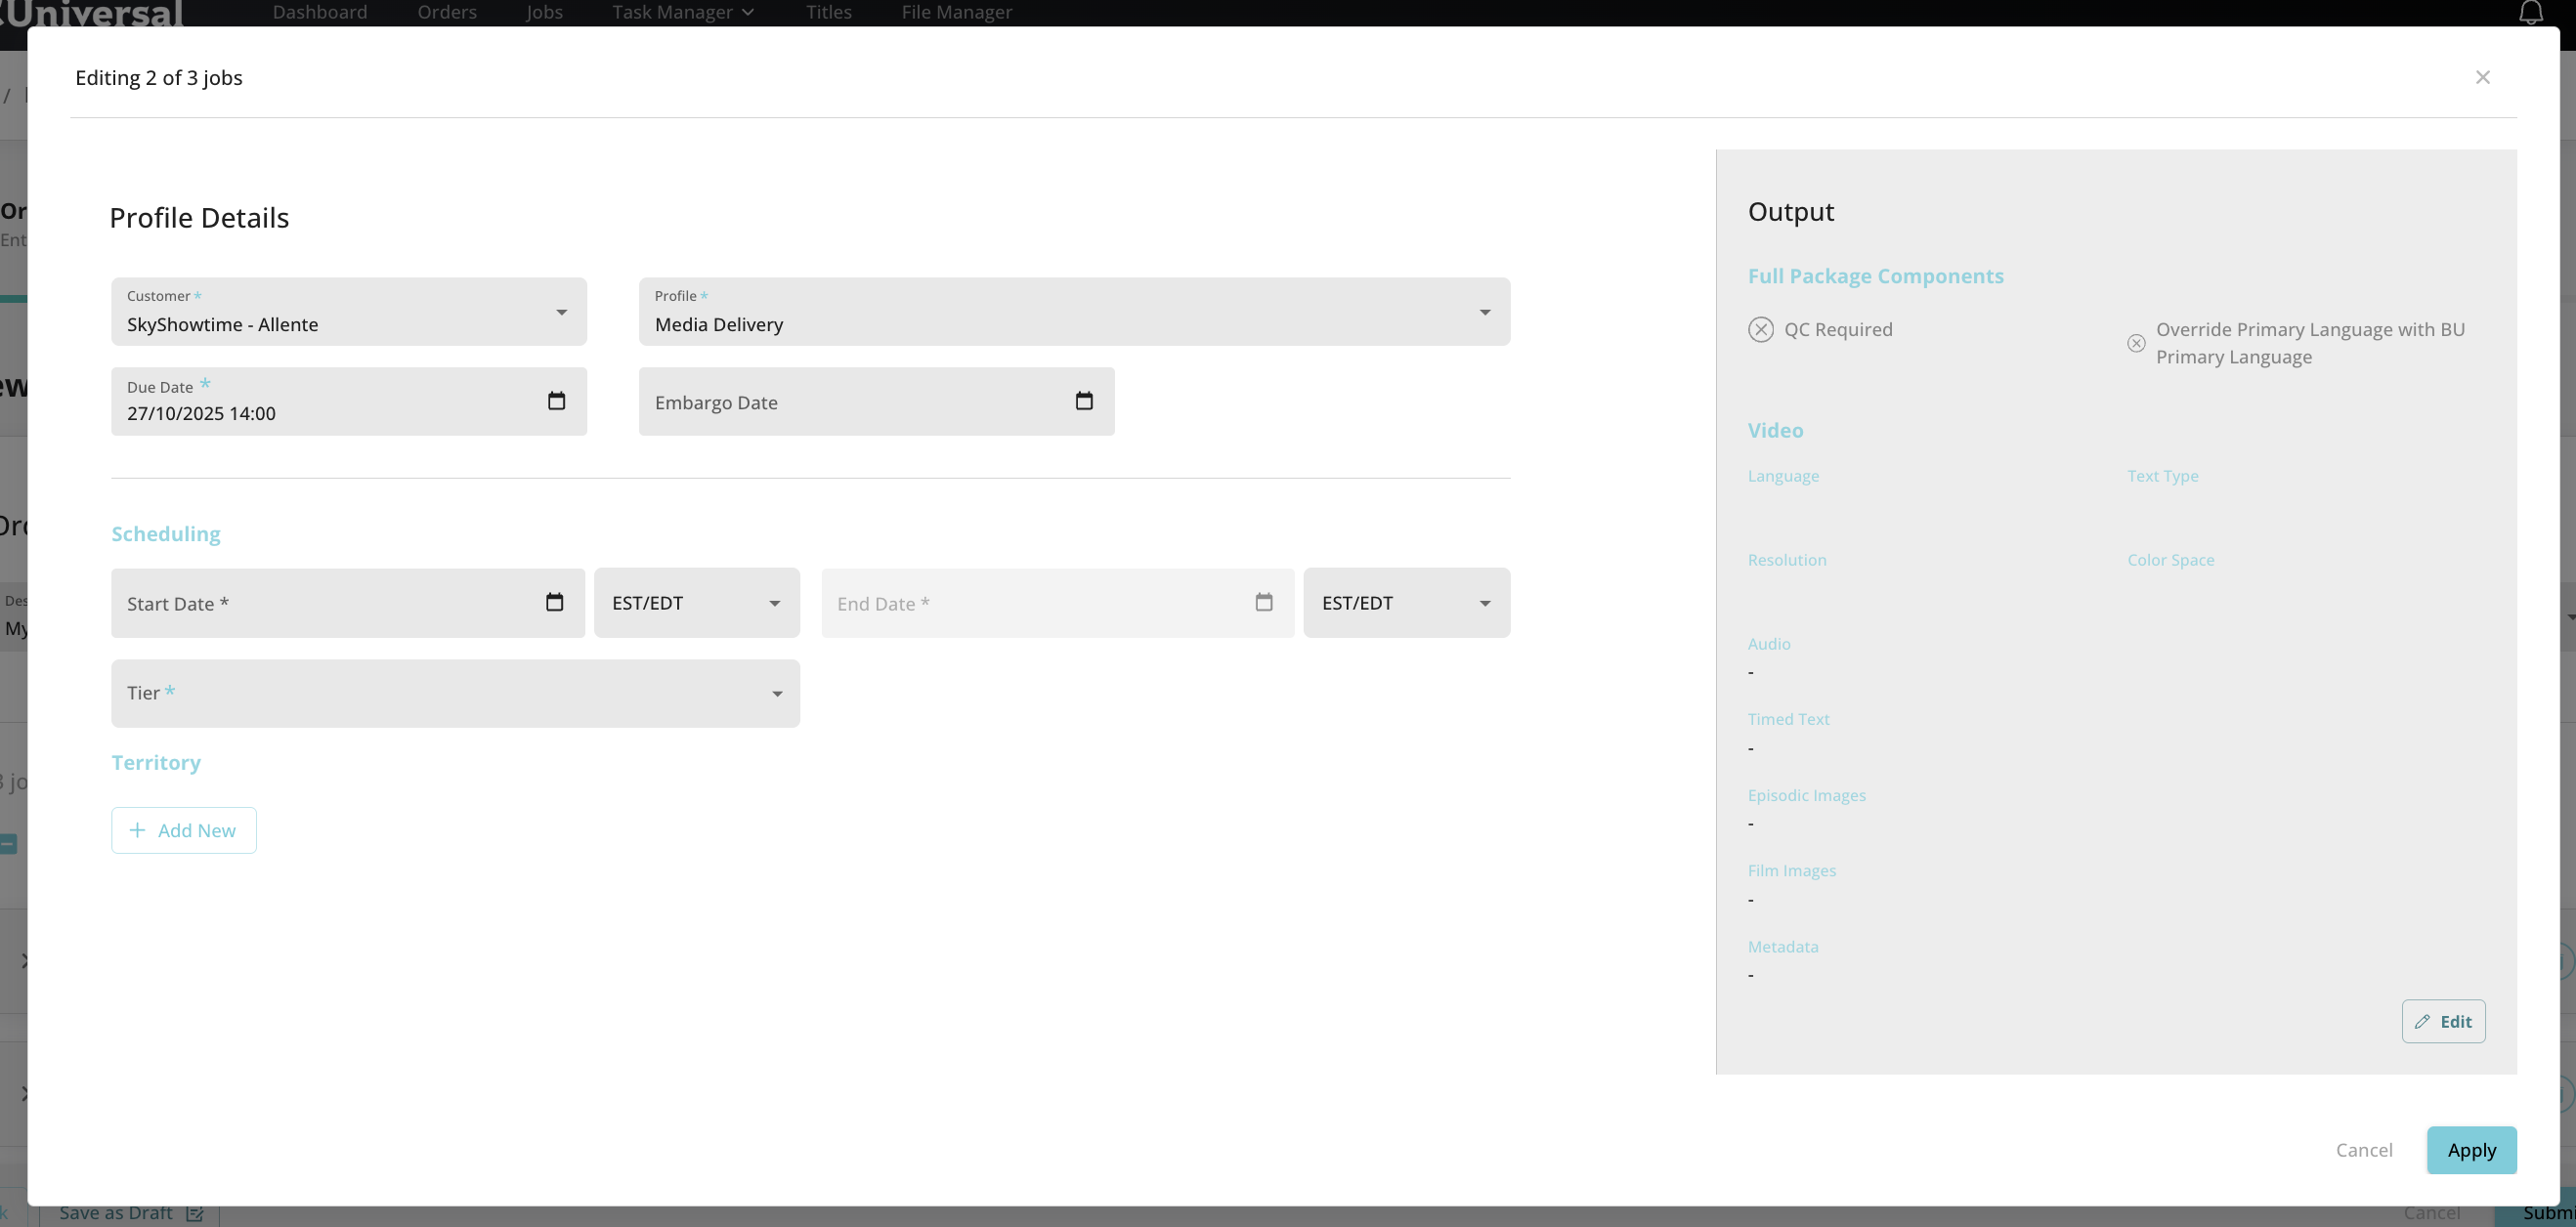 Universal
Dashboard
Orders
Jobs
Task Manager
Titles
File Manager
Editing 2 of 3 jobs
Profile Details
Customer *
SkyShowtime - Allente
Profile *
Media Delivery
Due Date *
27/10/2025 14:00
Embargo Date
Scheduling
Start Date *
EST/EDT
End Date *
EST/EDT
Tier *
Territory
+ Add New
Output
Full Package Components
QC Required
Override Primary Language with BU
Primary Language
Video
Language
Text Type
Resolution
Color Space
Audio
-
Timed Text
-
Episodic Images
-
Film Images
-
Metadata
-
Edit
Cancel
Apply
Save as Draft
Cancel